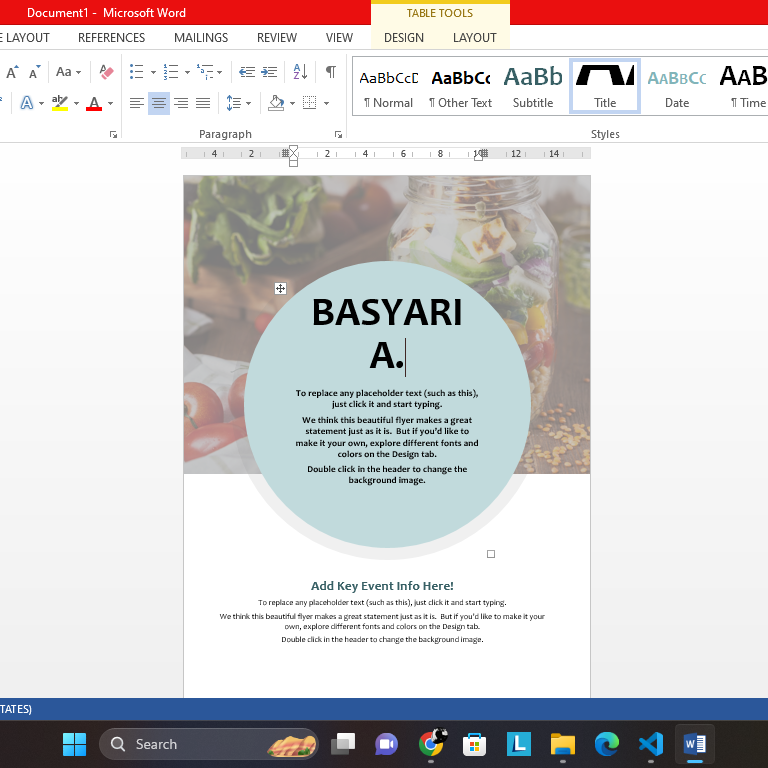 Document1 - Microsoft Word
TABLE TOOLS
E LAYOUT REFERENCES MAILINGS REVIEW VIEW DESIGN LAYOUT
Aa
AaBbCcD AaBbCc AaBb AaBbCc AaB
¶ Normal ¶ Other Text Subtitle Title Date ¶ Time
Paragraph Styles
4 2 2 4 6 8 10 12 14
BASYARI
A.
To replace any placeholder text (such as this),
just click it and start typing.
We think this beautiful flyer makes a great
statement just as it is. But if you'd like to
make it your own, explore different fonts and
colors on the Design tab.
Double click in the header to change the
background image.
Add Key Event Info Here!
To replace any placeholder text (such as this), just click it and start typing.
We think this beautiful flyer makes a great statement just as it is. But if you'd like to make it your
own, explore different fonts and colors on the Design tab.
Double click in the header to change the background image.
TATES)
Search